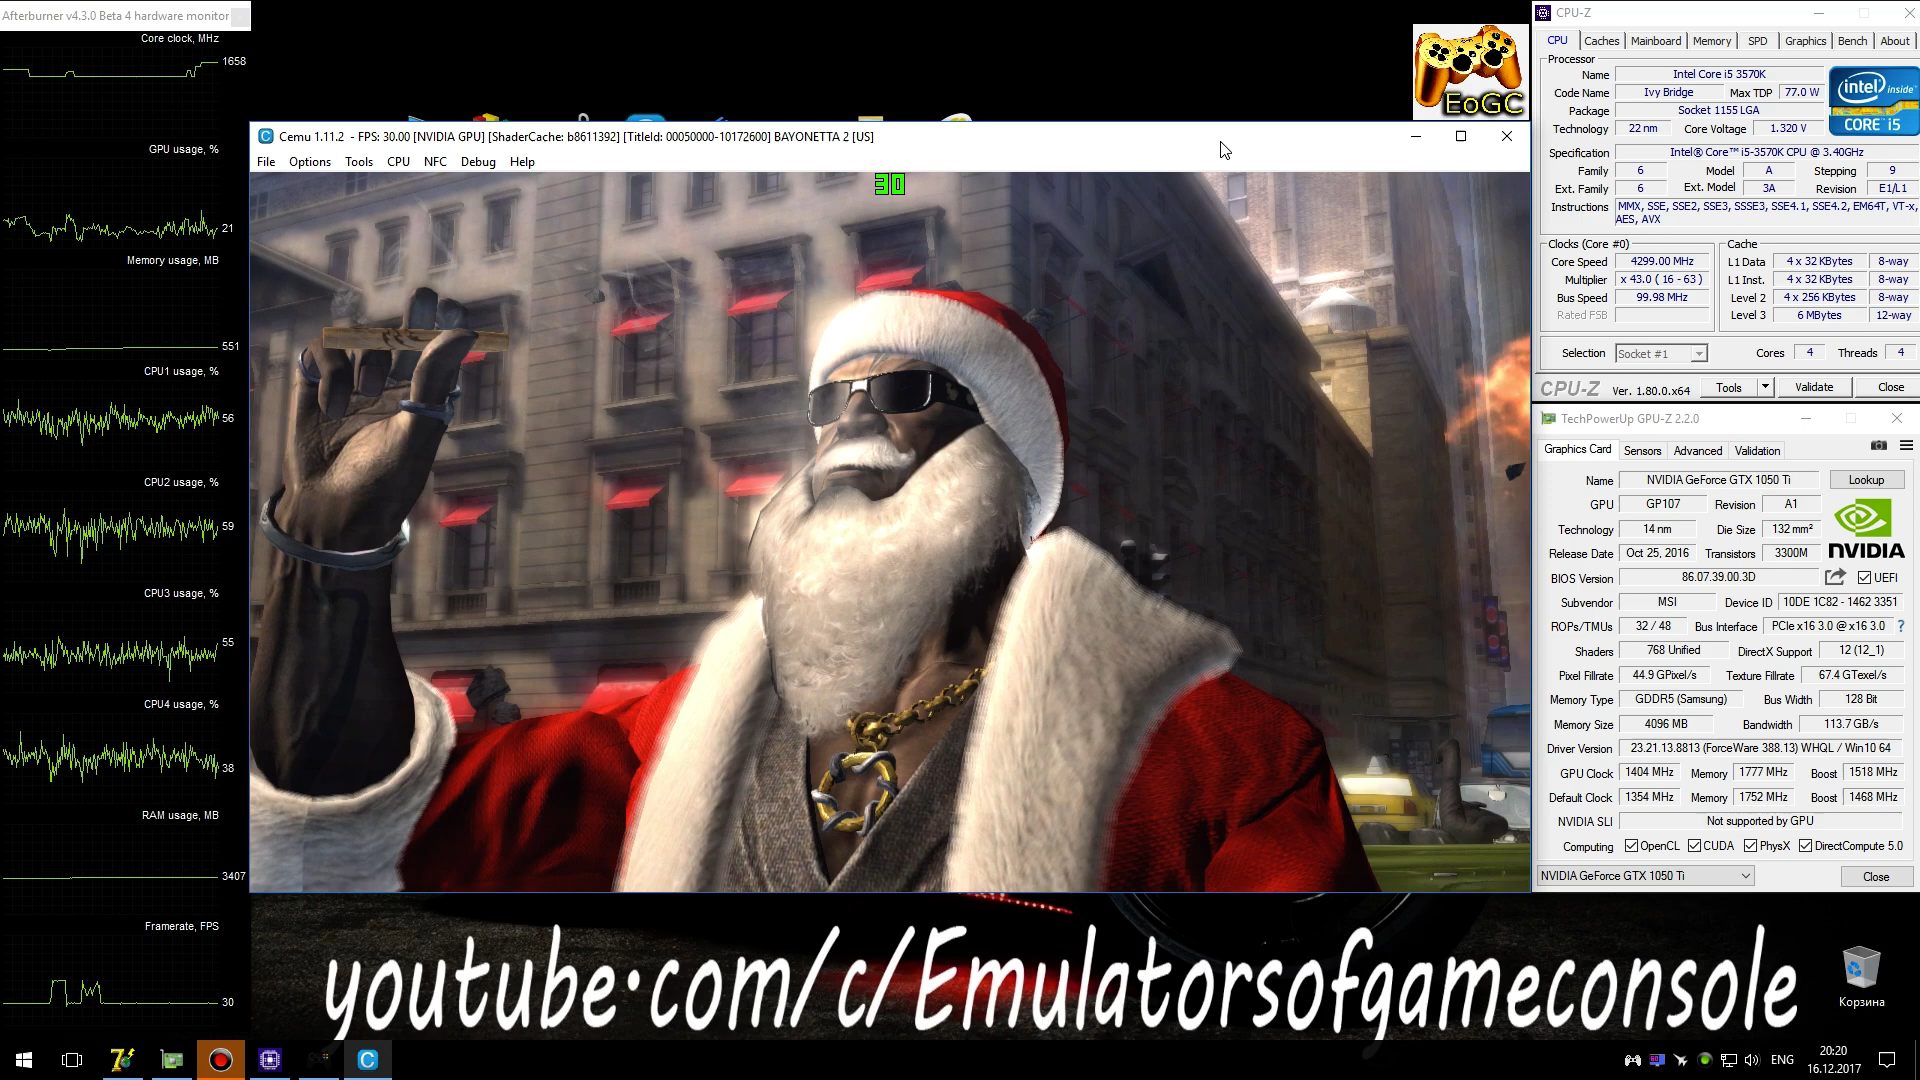 Afterburner v4.3.0 Beta 4 hardware monitor
Core clock, MHz
1658
GPU usage, %
21
Memory usage, MB
551
CPU1 usage, %
56
CPU2 usage, %
59
CPU3 usage, %
55
CPU4 usage, %
38
RAM usage, MB
3407
Framerate, FPS
30
EoGC
Cemu 1.11.2 - FPS: 30.00 [NVIDIA GPU] [ShaderCache: b8611392] [TitleId: 00050000-10172600] BAYONETTA 2 [US]
File Options Tools CPU NFC Debug Help
30
CPU-Z
CPU Caches Mainboard Memory SPD Graphics Bench About
Processor
Name Intel Core i5 3570K
Code Name Ivy Bridge Max TDP 77.0 W
Package Socket 1155 LGA
Technology 22 nm Core Voltage 1.320 V
intel inside™
CORE i5
Specification Intel® Core™ i5-3570K CPU @ 3.40GHz
Family 6 Model A Stepping 9
Ext. Family 6 Ext. Model 3A Revision E1/L1
Instructions MMX, SSE, SSE2, SSE3, SSSE3, SSE4.1, SSE4.2, EM64T, VT-x,
AES, AVX
Clocks (Core #0)
Core Speed 4299.00 MHz
Multiplier x 43.0 ( 16 - 63 )
Bus Speed 99.98 MHz
Rated FSB
Cache
L1 Data 4 x 32 KBytes 8-way
L1 Inst. 4 x 32 KBytes 8-way
Level 2 4 x 256 KBytes 8-way
Level 3 6 MBytes 12-way
Selection Socket #1 Cores 4 Threads 4
CPU-Z Ver. 1.80.0.x64 Tools Validate Close
TechPowerUp GPU-Z 2.2.0
Graphics Card Sensors Advanced Validation
Name NVIDIA GeForce GTX 1050 Ti Lookup
GPU GP107 Revision A1
Technology 14 nm Die Size 132 mm²
Release Date Oct 25, 2016 Transistors 3300M
NVIDIA
BIOS Version 86.07.39.00.3D UEFI
Subvendor MSI Device ID 10DE 1C82 - 1462 3351
ROPs/TMUs 32 / 48 Bus Interface PCIe x16 3.0 @ x16 3.0 ?
Shaders 768 Unified DirectX Support 12 (12_1)
Pixel Fillrate 44.9 GPixel/s Texture Fillrate 67.4 GTexel/s
Memory Type GDDR5 (Samsung) Bus Width 128 Bit
Memory Size 4096 MB Bandwidth 113.7 GB/s
Driver Version 23.21.13.8813 (ForceWare 388.13) WHQL / Win10 64
GPU Clock 1404 MHz Memory 1777 MHz Boost 1518 MHz
Default Clock 1354 MHz Memory 1752 MHz Boost 1468 MHz
NVIDIA SLI Not supported by GPU
Computing OpenCL CUDA PhysX DirectCompute 5.0
NVIDIA GeForce GTX 1050 Ti Close
youtube.com/c/Emulatorsofgameconsole
Корзина
ENG
20:20
16.12.2017